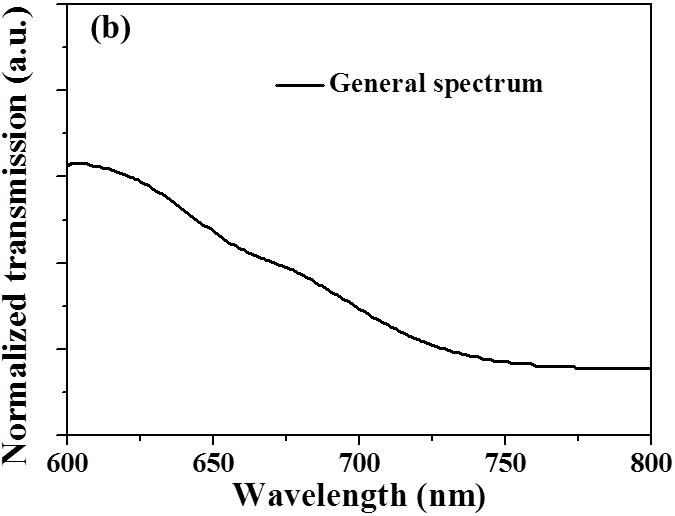 (b)
General spectrum
Normalized transmission (a.u.)
600 650 700 750 800
Wavelength (nm)